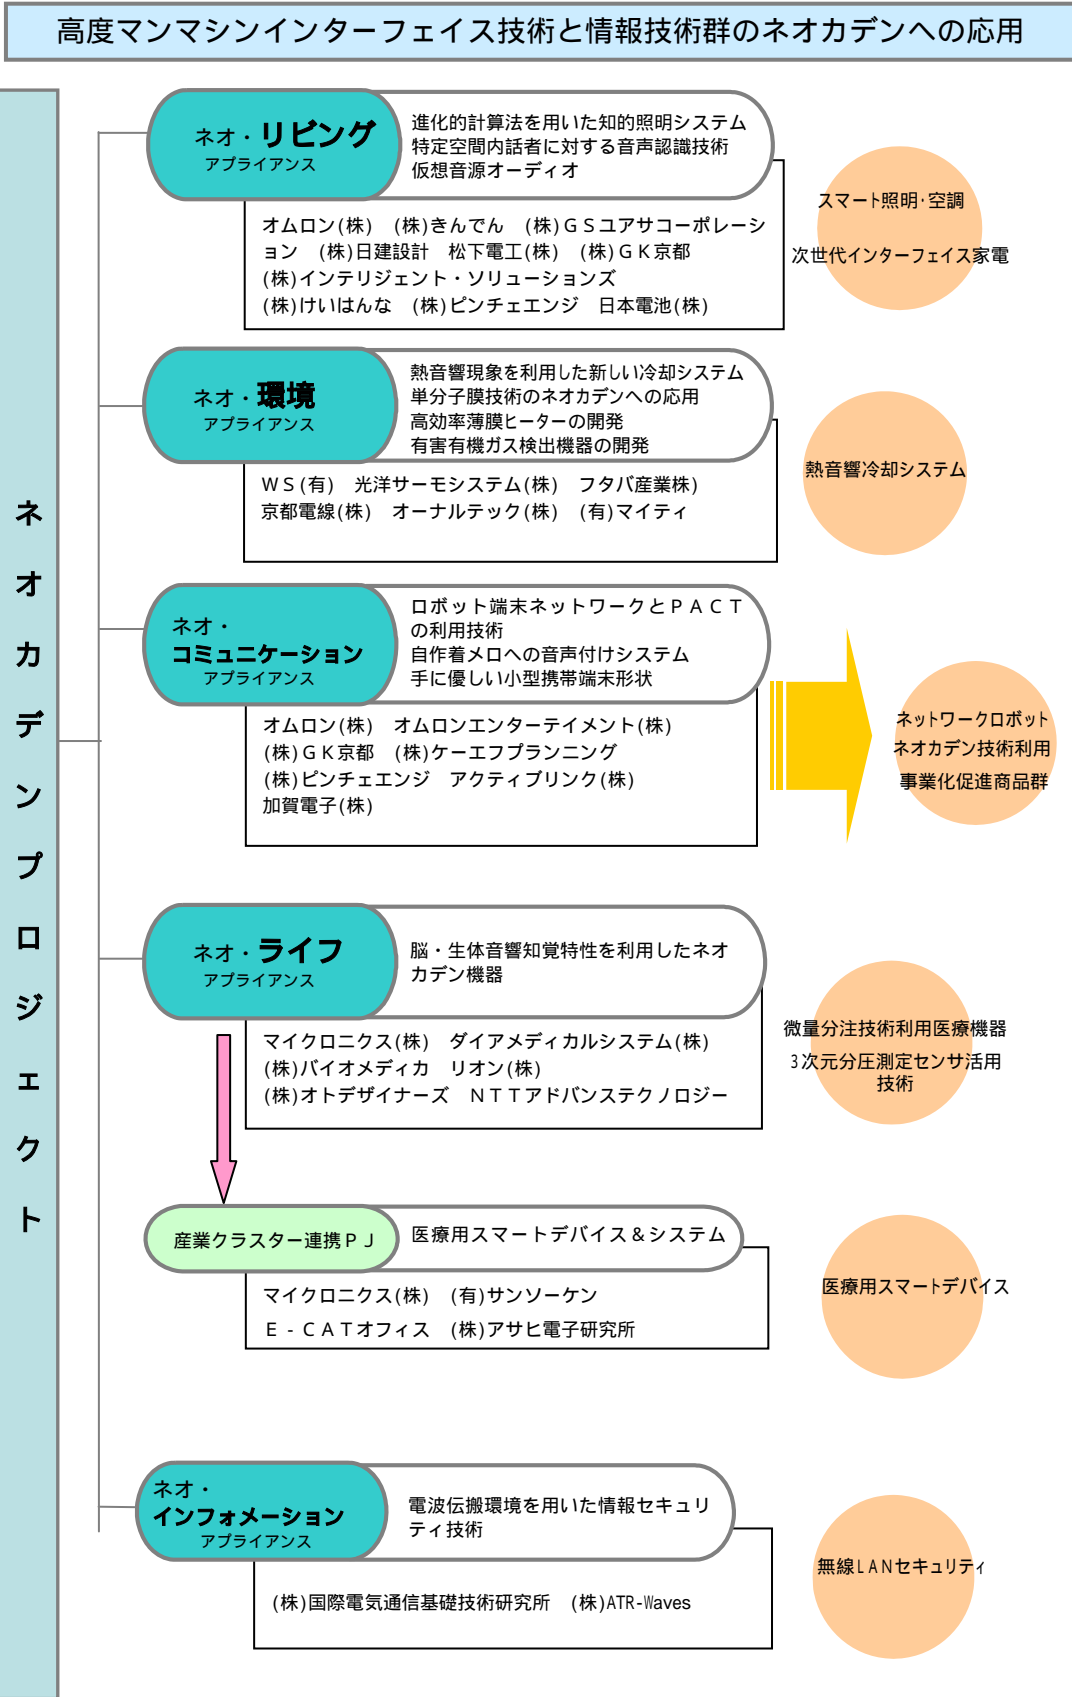 高度マンマシンインターフェイス技術と情報技術群のネオカデンへの応用
ネオカデンプロジェクト
ネオ・リビング
アプライアンス
進化的計算法を用いた知的照明システム
特定空間内話者に対する音声認識技術
仮想音源オーディオ
オムロン(株)　(株)きんでん　(株)ＧＳユアサコーポレーシ
ョン　(株)日建設計　松下電工(株)　(株)ＧＫ京都
(株)インテリジェント・ソリューションズ
(株)けいはんな　(株)ピンチェエンジ　日本電池(株)
スマート照明・空調
次世代インターフェイス家電
ネオ・環境
アプライアンス
熱音響現象を利用した新しい冷却システム
単分子膜技術のネオカデンへの応用
高効率薄膜ヒーターの開発
有害有機ガス検出機器の開発
ＷＳ(有)　光洋サーモシステム(株)　フタバ産業株)
京都電線(株)　オーナルテック(株)　(有)マイティ
熱音響冷却システム
ネオ・
コミュニケーション
アプライアンス
ロボット端末ネットワークとＰＡＣＴ
の利用技術
自作着メロへの音声付けシステム
手に優しい小型携帯端末形状
オムロン(株)　オムロンエンターテイメント(株)
(株)ＧＫ京都　(株)ケーエフプランニング
(株)ピンチェエンジ　アクティブリンク(株)
加賀電子(株)
ネットワークロボット
ネオカデン技術利用
事業化促進商品群
ネオ・ライフ
アプライアンス
脳・生体音響知覚特性を利用したネオ
カデン機器
マイクロニクス(株)　ダイアメディカルシステム(株)
(株)バイオメディカ　リオン(株)
(株)オトデザイナーズ　ＮＴＴアドバンステクノロジー
微量分注技術利用医療機器
3次元分圧測定センサ活用
技術
産業クラスター連携ＰＪ
医療用スマートデバイス＆システム
マイクロニクス(株)　(有)サンソーケン
Ｅ‐ＣＡＴオフィス　(株)アサヒ電子研究所
医療用スマートデバイス
ネオ・
インフォメーション
アプライアンス
電波伝搬環境を用いた情報セキュリ
ティ技術
(株)国際電気通信基礎技術研究所　(株)ATR-Waves
無線LANセキュリティ